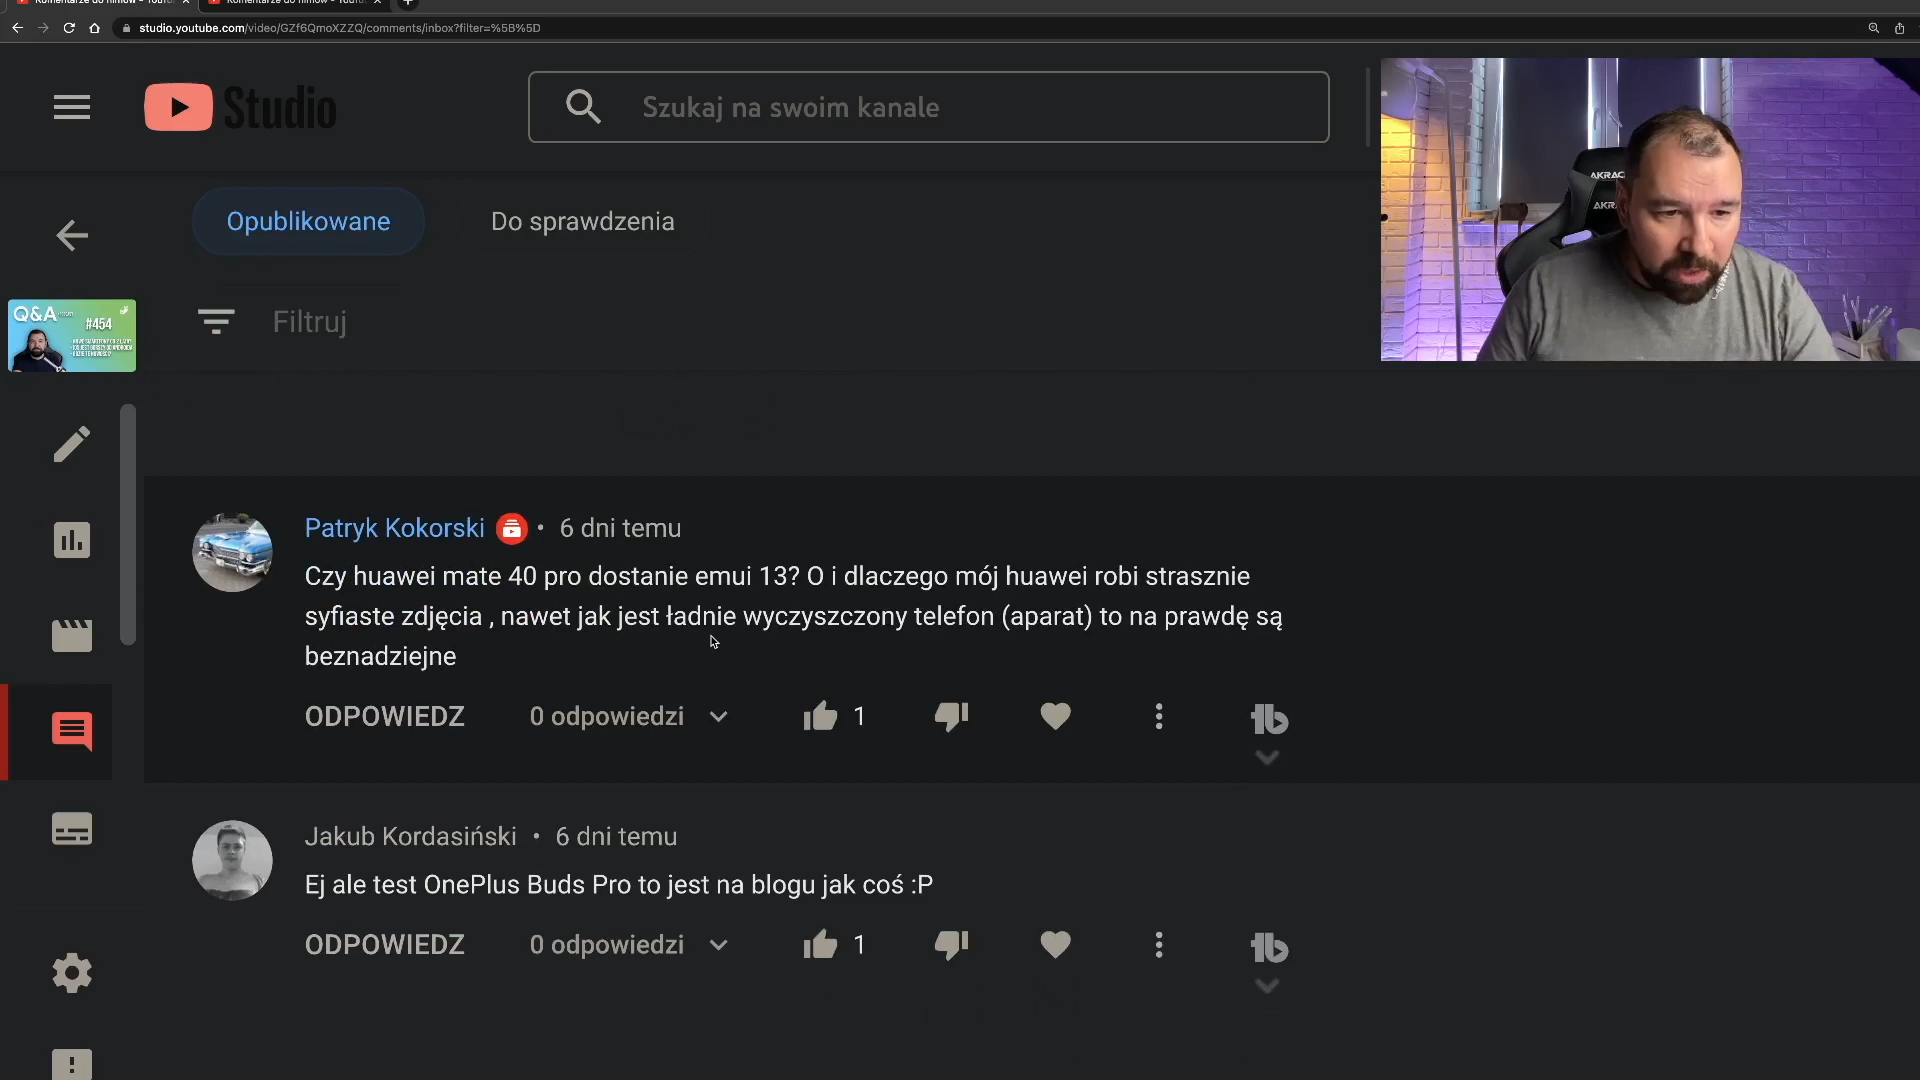 studio.youtube.com/video/GZf6QmoXZZQ/comments/inbox?filter=%5B%5D
Studio
Szukaj na swoim kanale
AKRAC
AKR
Opublikowane
Do sprawdzenia
Q&A
#454
Filtruj
Patryk Kokorski • 6 dni temu
Czy huawei mate 40 pro dostanie emui 13? O i dlaczego mój huawei robi strasznie
syfiaste zdjęcia , nawet jak jest ładnie wyczyszczony telefon (aparat) to na prawdę są
beznadziejne
ODPOWIEDZ
0 odpowiedzi
1
Jakub Kordasiński • 6 dni temu
Ej ale test OnePlus Buds Pro to jest na blogu jak coś :P
ODPOWIEDZ
0 odpowiedzi
1